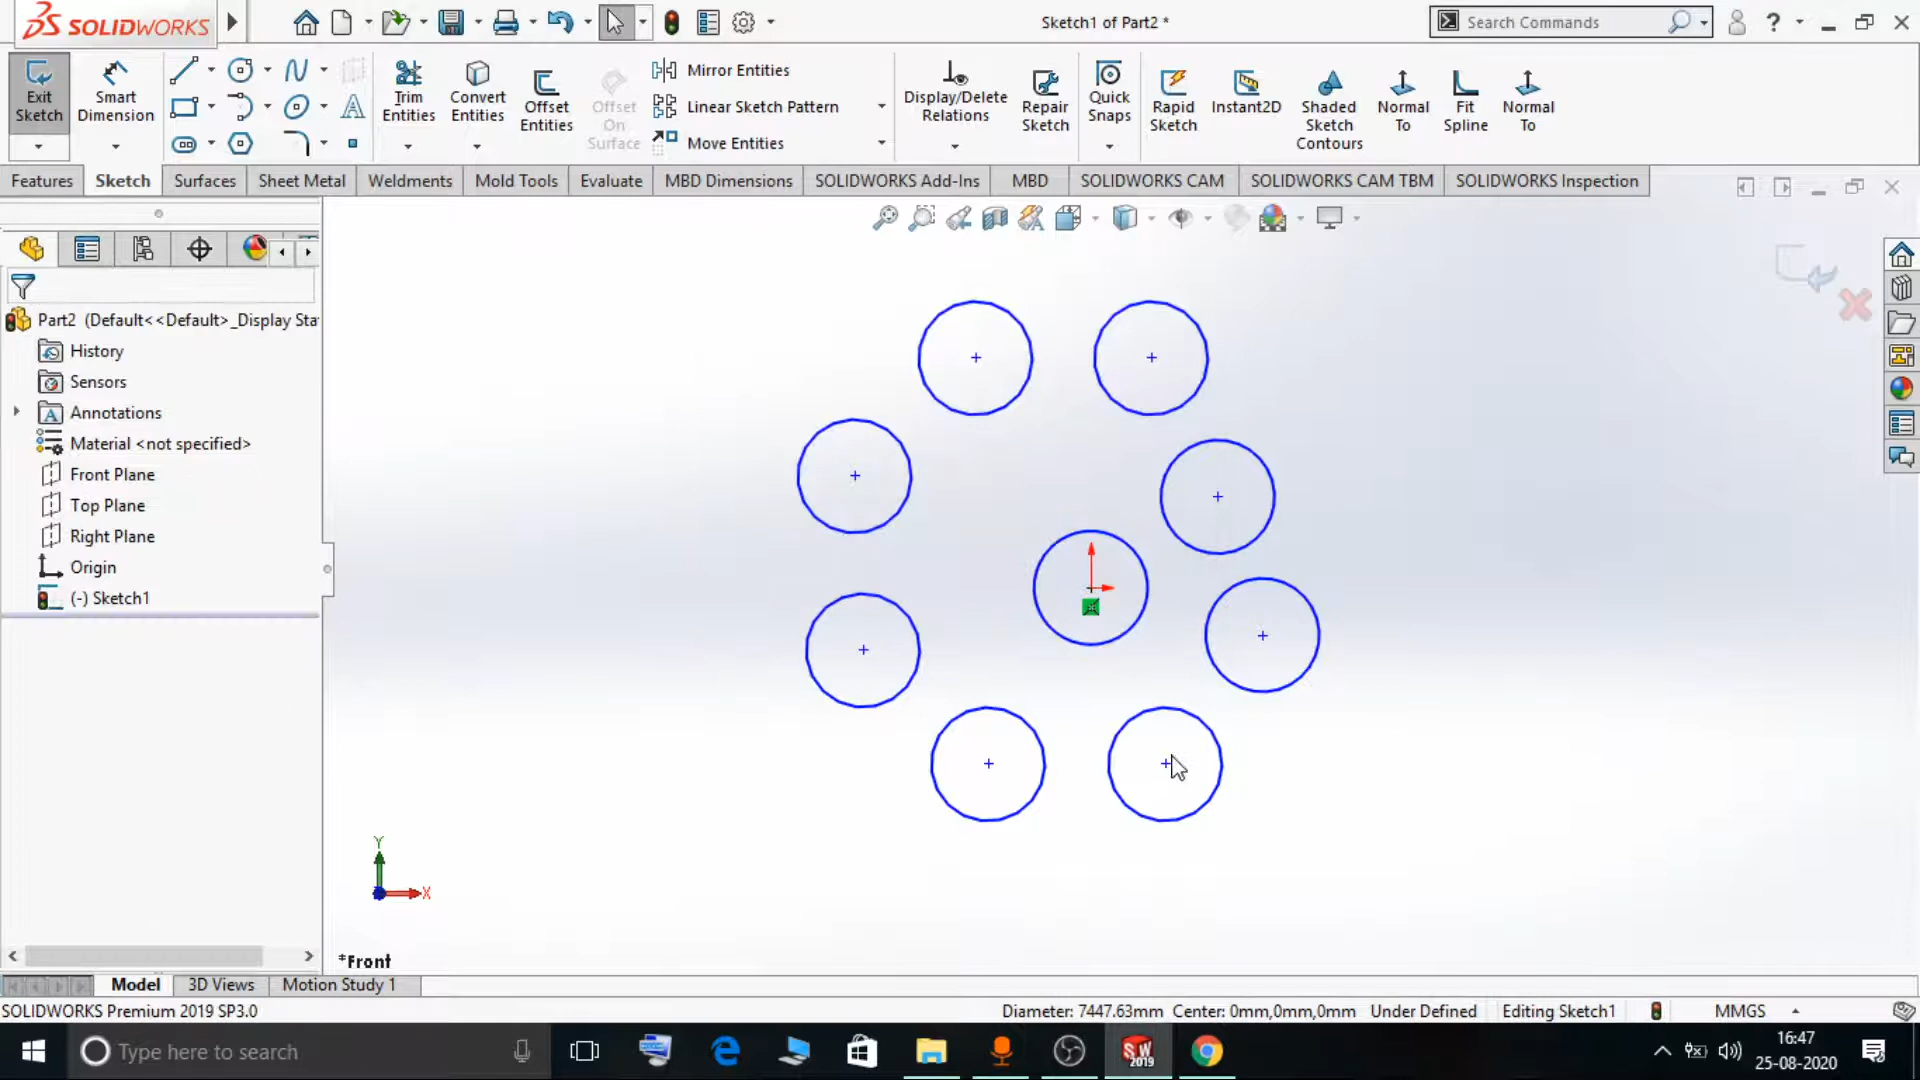 SOLIDWORKS
Sketch1 of Part2 *
Search Commands
?
Exit Sketch
Smart Dimension
Trim Entities
Convert Entities
Offset Entities
Offset On Surface
Mirror Entities
Linear Sketch Pattern
Move Entities
Display/Delete Relations
Repair Sketch
Quick Snaps
Rapid Sketch
Instant2D
Shaded Sketch Contours
Normal To
Fit Spline
Normal To
Features
Sketch
Surfaces
Sheet Metal
Weldments
Mold Tools
Evaluate
MBD Dimensions
SOLIDWORKS Add-Ins
MBD
SOLIDWORKS CAM
SOLIDWORKS CAM TBM
SOLIDWORKS Inspection
Part2 (Default<<Default>_Display Sta
History
Sensors
Annotations
Material <not specified>
Front Plane
Top Plane
Right Plane
Origin
(-) Sketch1
Y
X
*Front
Model
3D Views
Motion Study 1
SOLIDWORKS Premium 2019 SP3.0
Diameter: 7447.63mm Center: 0mm,0mm,0mm
Under Defined
Editing Sketch1
MMGS
Type here to search
SW 2019
16:47
25-08-2020